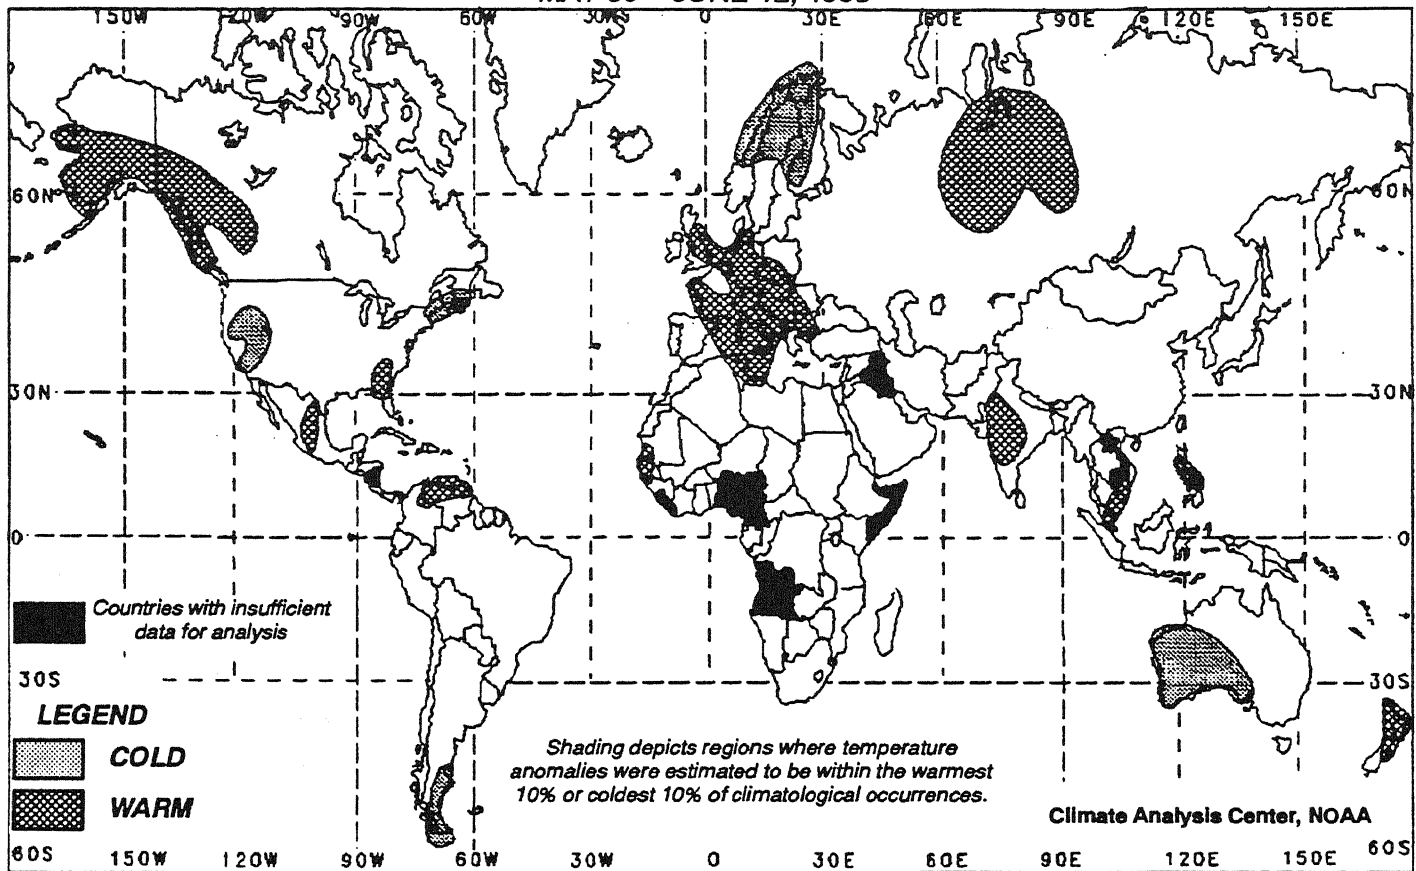 150W 120W 90W 60W 30W 0 30E 60E 90E 120E 150E
60N 60N
30N 30N
0 0
Countries with insufficient
data for analysis
30S 30S
LEGEND
COLD
WARM
Shading depicts regions where temperature
anomalies were estimated to be within the warmest
10% or coldest 10% of climatological occurrences.
Climate Analysis Center, NOAA
60S 150W 120W 90W 60W 30W 0 30E 60E 90E 120E 150E 60S